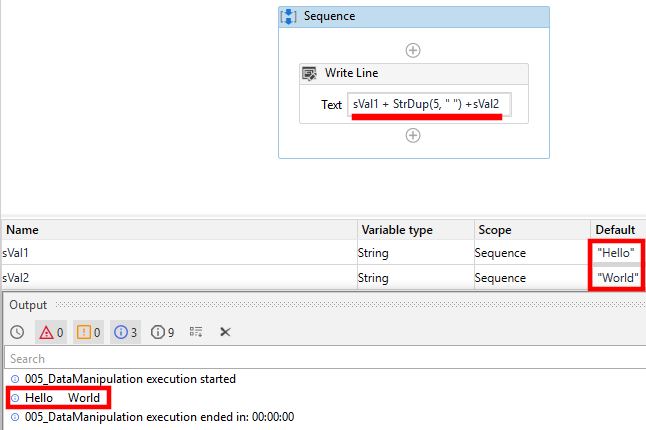 Sequence
Write Line
Text sVal1 + StrDup(5, " ") +sVal2
Name Variable type Scope Default
sVal1 String Sequence "Hello"
sVal2 String Sequence "World"
Output
0 0 3 9
Search
005_DataManipulation execution started
Hello     World
005_DataManipulation execution ended in: 00:00:00